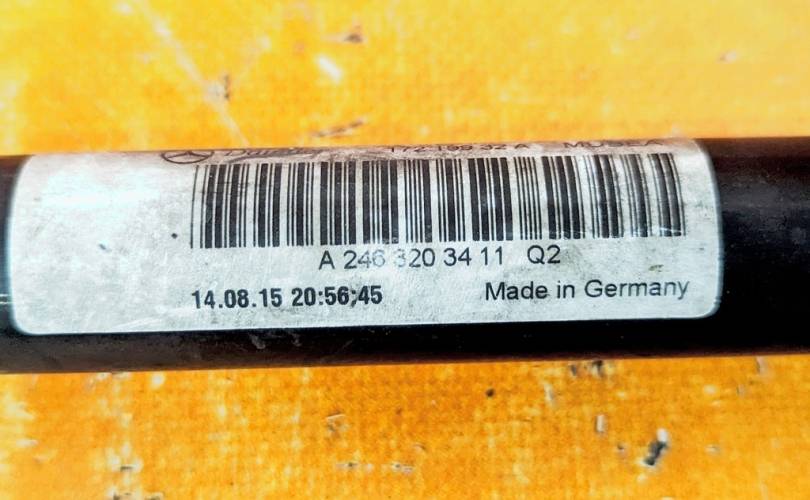 A 246 320 34 11 Q2
14.08.15 20:56:45
Made in Germany